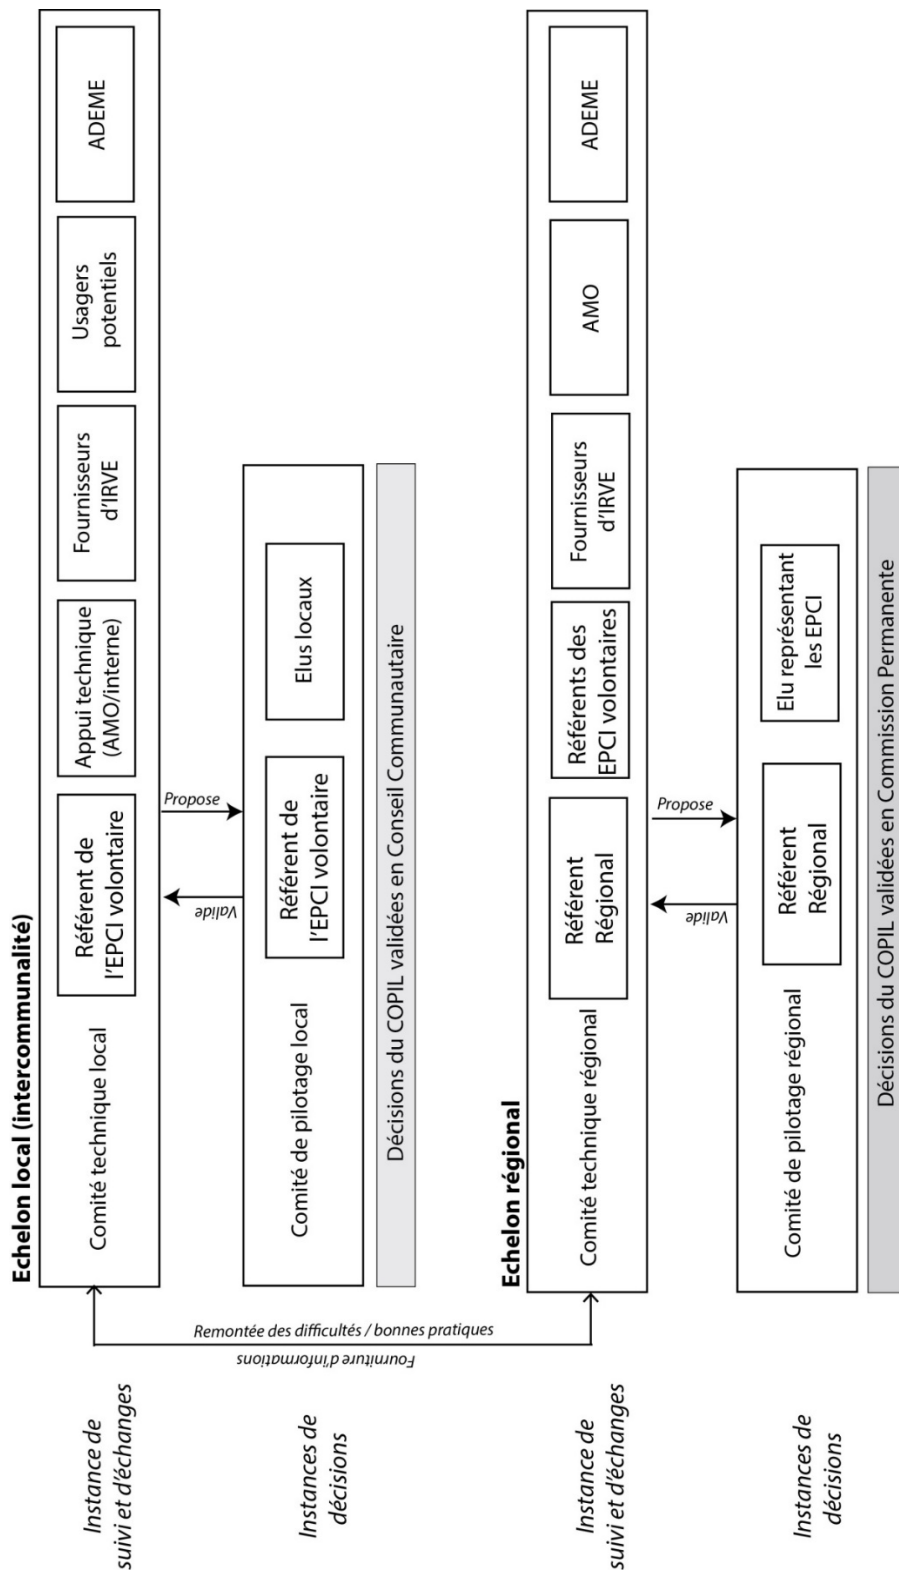 Echelon local (intercommunalité)
Instance de
suivi et d'échanges
Comité technique local
Référent de
l'EPCI volontaire
Appui technique
(AMO/interne)
Fournisseurs
d'IRVE
Usagers
potentiels
ADEME
Valide
Propose
Instances de
décisions
Comité de pilotage local
Référent de
l'EPCI volontaire
Elus locaux
Décisions du COPIL validées en Conseil Communautaire
Fourniture d'informations
Remontée des difficultés / bonnes pratiques
Echelon régional
Instance de
suivi et d'échanges
Comité technique régional
Référent
Régional
Référents des
EPCI volontaires
Fournisseurs
d'IRVE
AMO
ADEME
Valide
Propose
Instances de
décisions
Comité de pilotage régional
Référent
Régional
Elu représentant
les EPCI
Décisions du COPIL validées en Commission Permanente